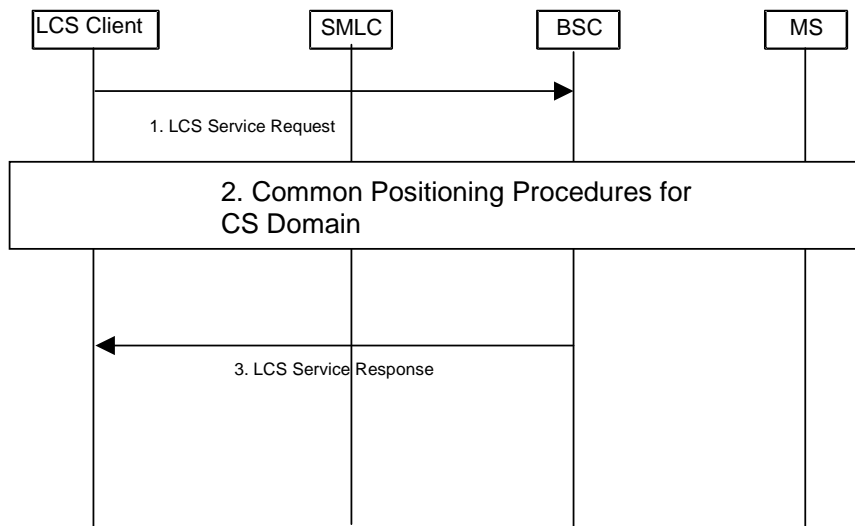 LCS Client
SMLC
BSC
MS
1. LCS Service Request
2. Common Positioning Procedures for
CS Domain
3. LCS Service Response